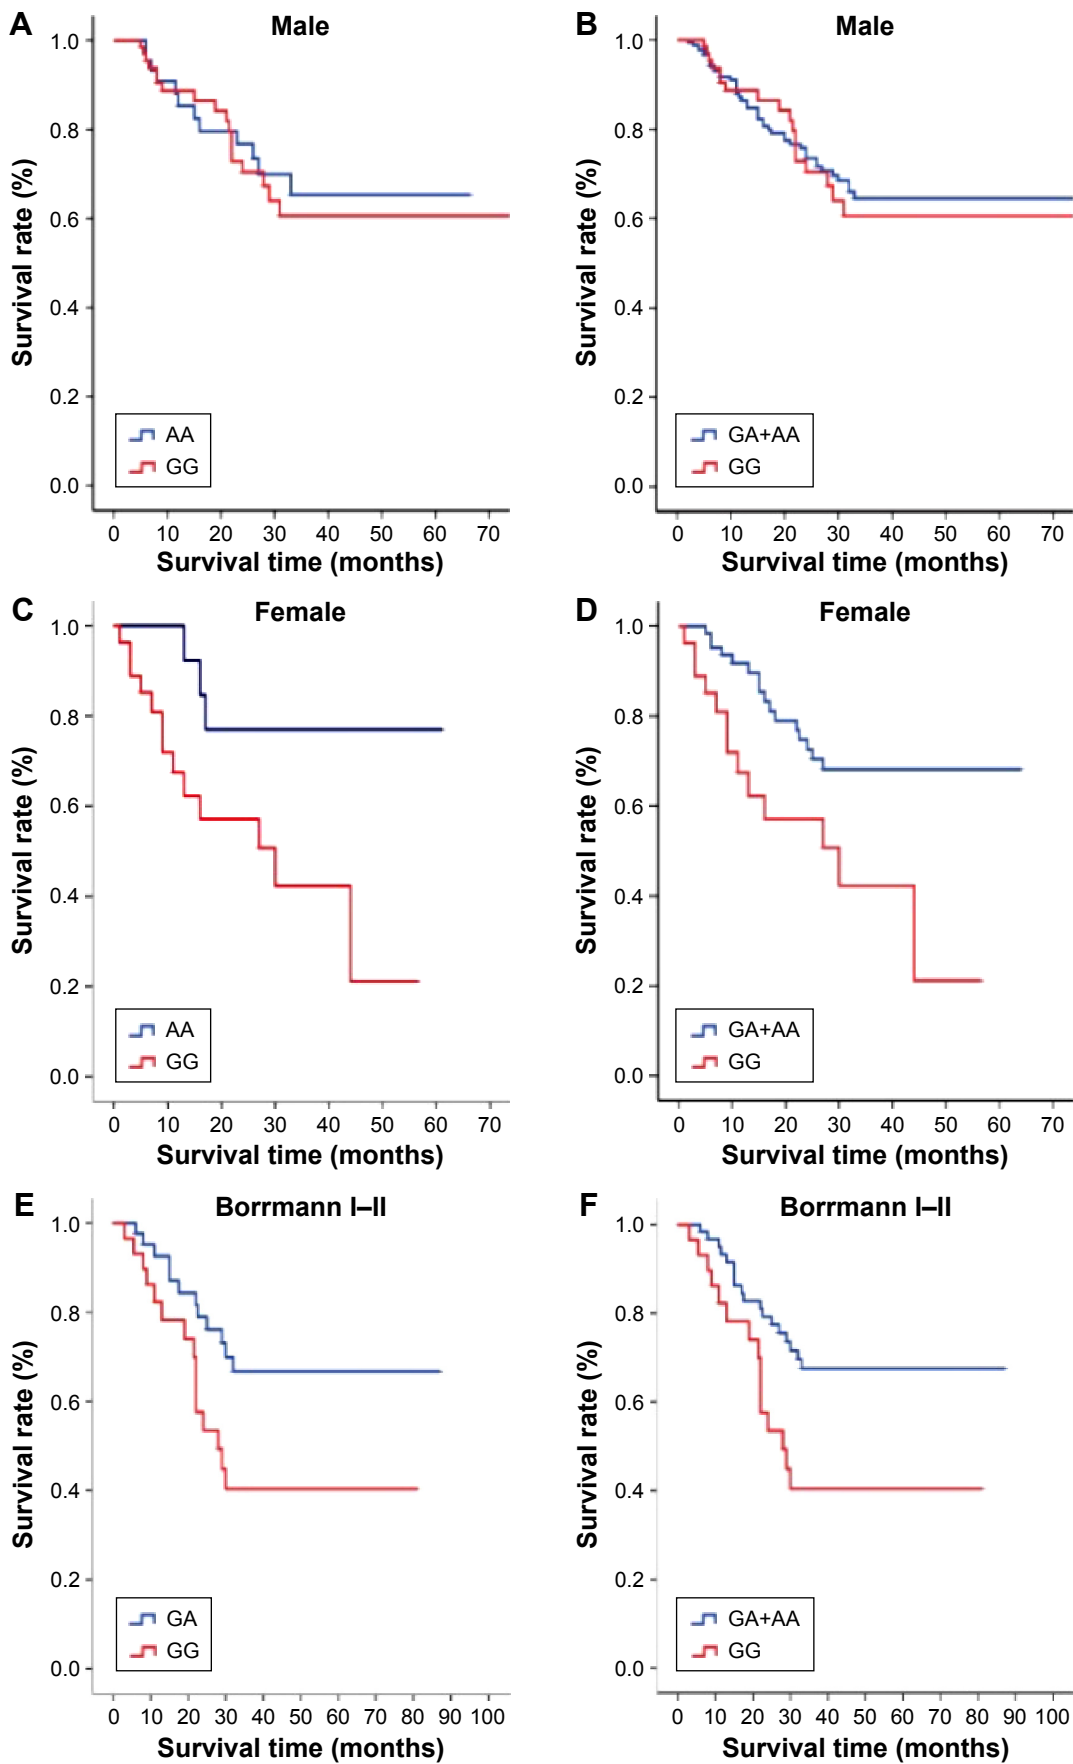 A
Male
Survival rate (%)
1.0
0.8
0.6
0.4
0.2
0.0
AA
GG
0 10 20 30 40 50 60 70
Survival time (months)
B
Male
Survival rate (%)
1.0
0.8
0.6
0.4
0.2
0.0
GA+AA
GG
0 10 20 30 40 50 60 70
Survival time (months)
C
Female
Survival rate (%)
1.0
0.8
0.6
0.4
0.2
0.0
AA
GG
0 10 20 30 40 50 60 70
Survival time (months)
D
Female
Survival rate (%)
1.0
0.8
0.6
0.4
0.2
0.0
GA+AA
GG
0 10 20 30 40 50 60 70
Survival time (months)
E
Borrmann I–II
Survival rate (%)
1.0
0.8
0.6
0.4
0.2
0.0
GA
GG
0 10 20 30 40 50 60 70 80 90 100
Survival time (months)
F
Borrmann I–II
Survival rate (%)
1.0
0.8
0.6
0.4
0.2
0.0
GA+AA
GG
0 10 20 30 40 50 60 70 80 90 100
Survival time (months)